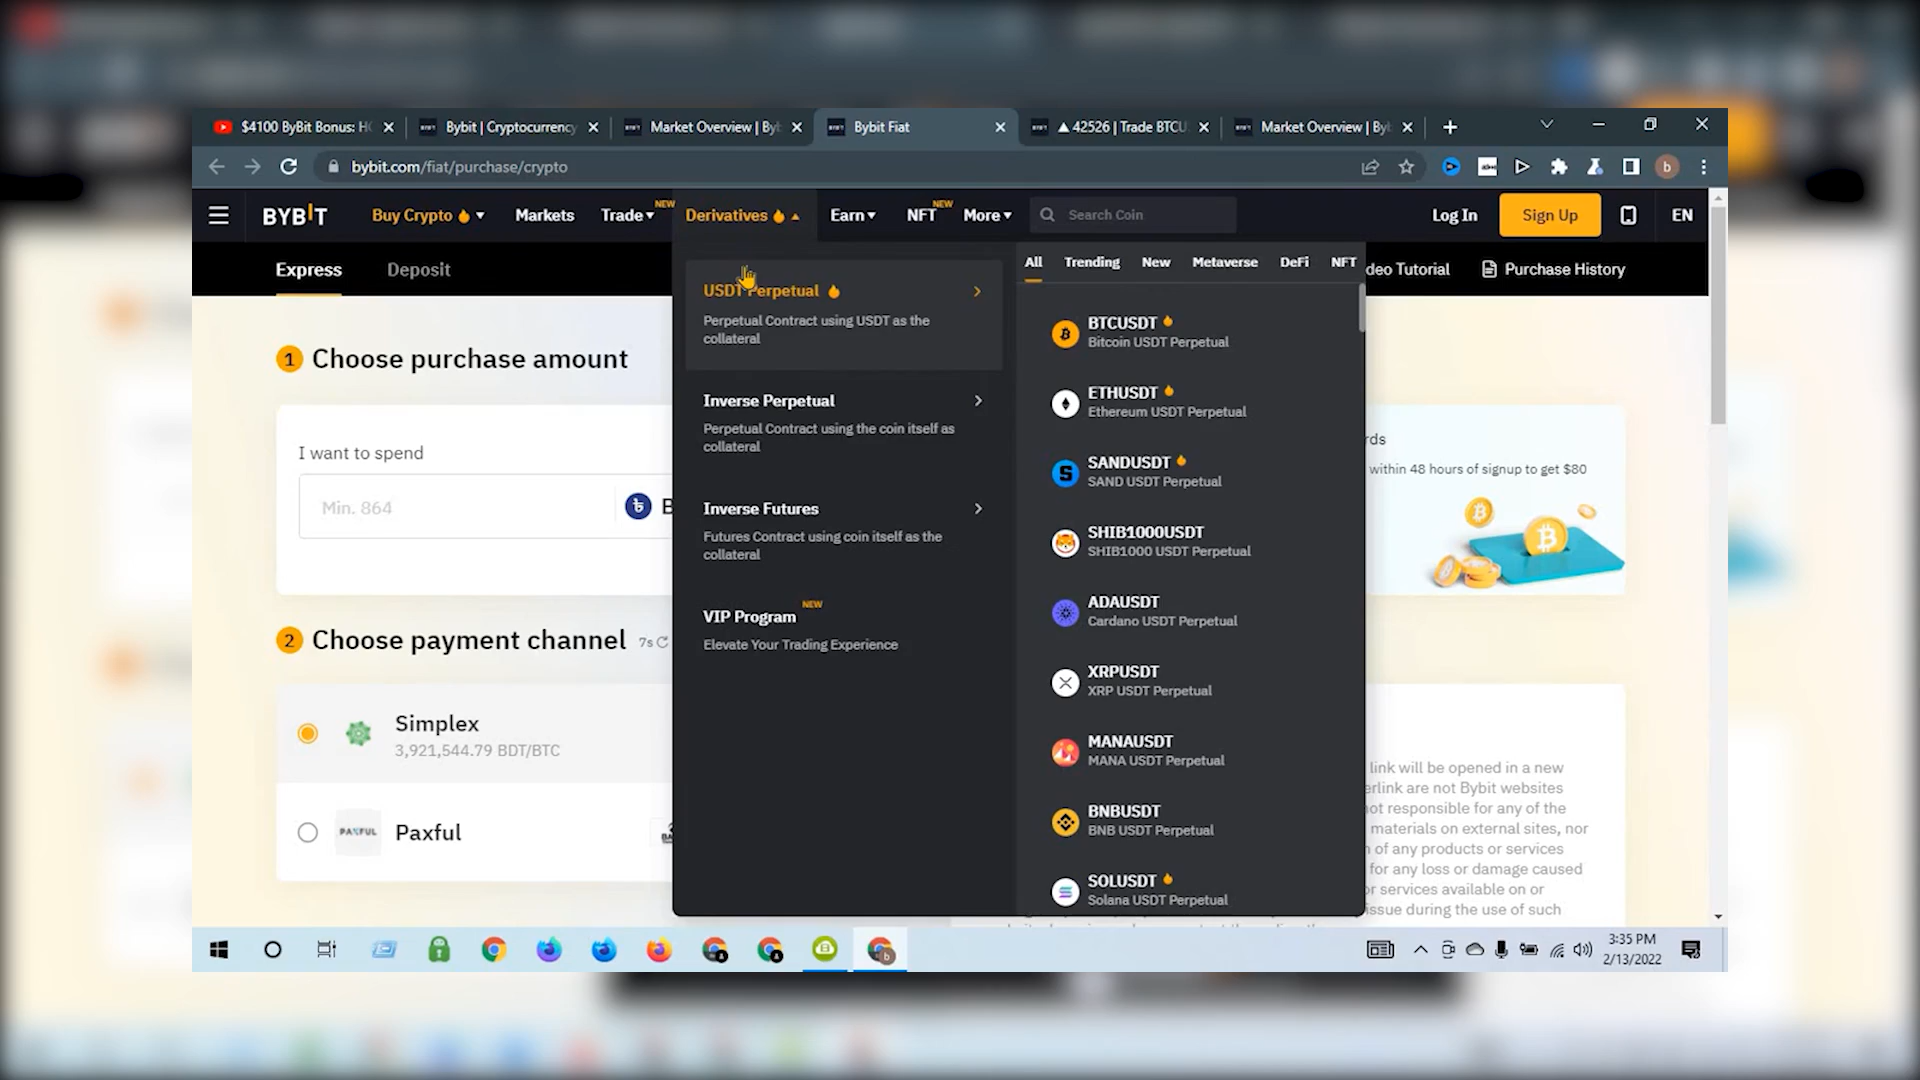 $4100 ByBit Bonus: HO
Bybit | Cryptocurrency
Market Overview | Byb
Bybit Fiat
▲ 42526 | Trade BTCU
Market Overview | Byb
bybit.com/fiat/purchase/crypto
b
BYBIT
Buy Crypto
Markets
Trade
NEW
Derivatives
Earn
NFT
NEW
More
Search Coin
Log In
Sign Up
EN
Express
Deposit
deo Tutorial
Purchase History
1 Choose purchase amount
I want to spend
Min. 864
B
2 Choose payment channel 7s
Simplex
3,921,544.79 BDT/BTC
PAXFUL
Paxful
USDT Perpetual
Perpetual Contract using USDT as the
collateral
Inverse Perpetual
Perpetual Contract using the coin itself as
collateral
Inverse Futures
Futures Contract using coin itself as the
collateral
VIP Program NEW
Elevate Your Trading Experience
All
Trending
New
Metaverse
DeFi
NFT
BTCUSDT
Bitcoin USDT Perpetual
ETHUSDT
Ethereum USDT Perpetual
SANDUSDT
SAND USDT Perpetual
SHIB1000USDT
SHIB1000 USDT Perpetual
ADAUSDT
Cardano USDT Perpetual
XRPUSDT
XRP USDT Perpetual
MANAUSDT
MANA USDT Perpetual
BNBUSDT
BNB USDT Perpetual
SOLUSDT
Solana USDT Perpetual
rds
within 48 hours of signup to get $80
link will be opened in a new
erlink are not Bybit websites
not responsible for any of the
materials on external sites, nor
n of any products or services
for any loss or damage caused
or services available on or
issue during the use of such
3:35 PM
2/13/2022